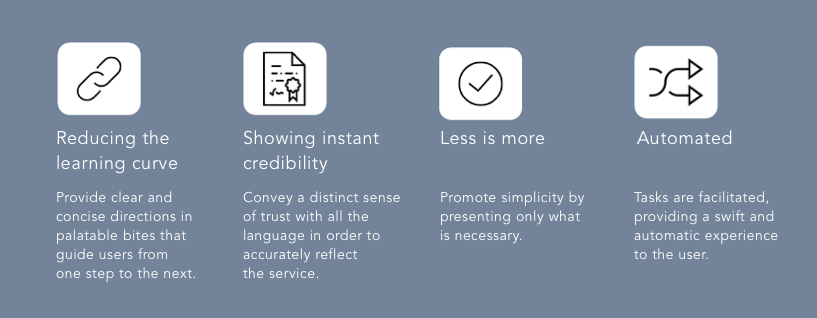 Reducing the
learning curve
Provide clear and
concise directions in
palatable bites that
guide users from
one step to the next.
Showing instant
credibility
Convey a distinct sense
of trust with all the
language in order to
accurately reflect
the service.
Less is more
Promote simplicity by
presenting only what
is necessary.
Automated
Tasks are facilitated,
providing a swift and
automatic experience
to the user.